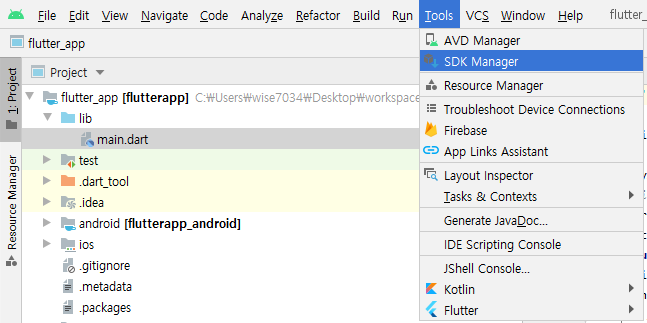 File Edit View Navigate Code Analyze Refactor Build Run Tools VCS Window Help flutter_
flutter_app
Project
1: Project
Resource Manager
flutter_app [flutterapp] C:₩Users₩wise7034₩Desktop₩workspace
lib
main.dart
test
.dart_tool
.idea
android [flutterapp_android]
ios
.gitignore
.metadata
.packages
AVD Manager
SDK Manager
Resource Manager
Troubleshoot Device Connections
Firebase
App Links Assistant
Layout Inspector
Tasks & Contexts
Generate JavaDoc...
IDE Scripting Console
JShell Console...
Kotlin
Flutter